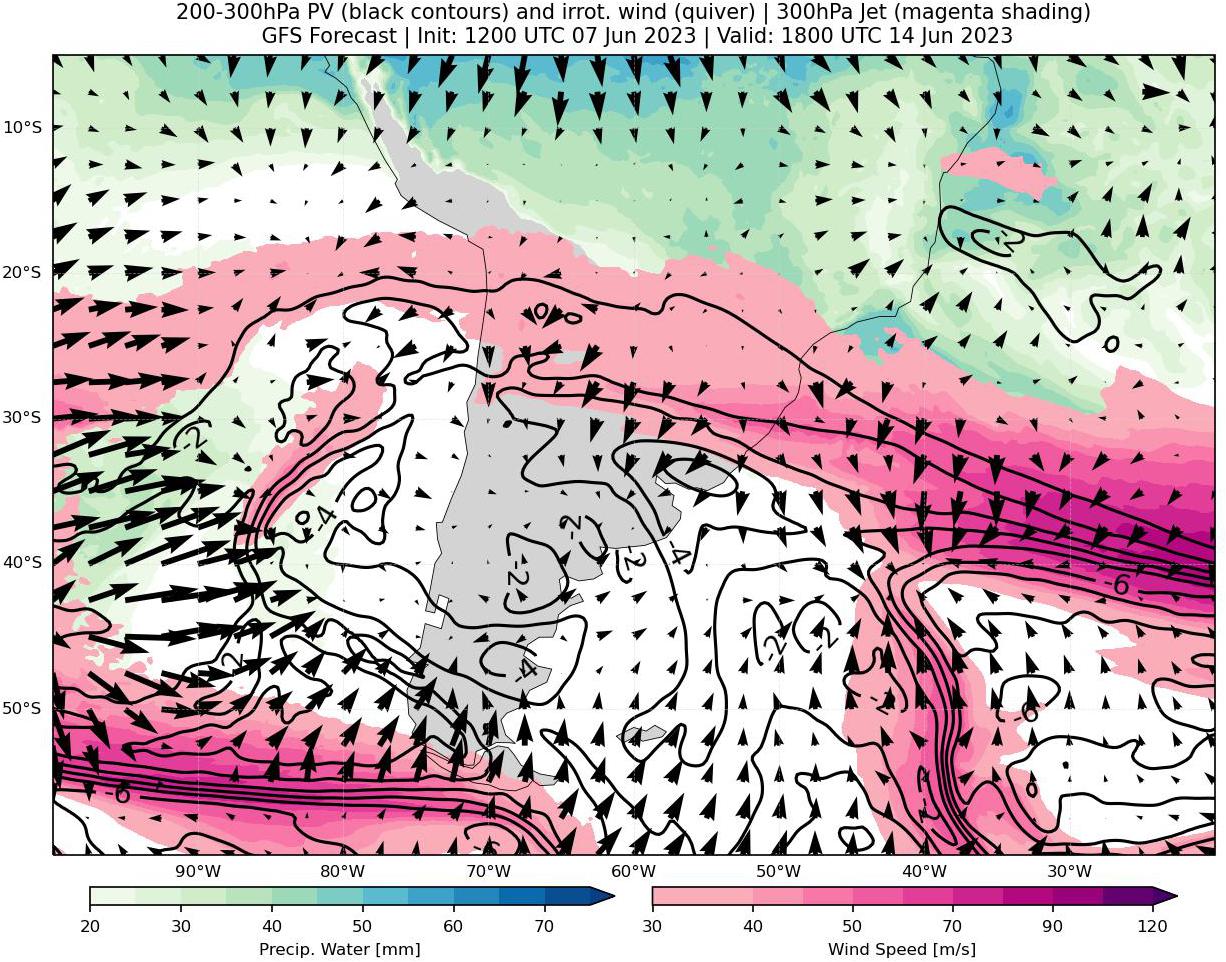 200-300hPa PV (black contours) and irrot. wind (quiver) | 300hPa Jet (magenta shading)
GFS Forecast | Init: 1200 UTC 07 Jun 2023 | Valid: 1800 UTC 14 Jun 2023
10°S
-2
20°S
0
0
0
30°S
-2
-4
0
-2
-4
-2
40°S
-2
-6
-2
-2
2
-4
50°S
-6
-2
-6
0
90°W 80°W 70°W 60°W 50°W 40°W 30°W
20 30 40 50 60 70
30 40 50 70 90 120
Precip. Water [mm]
Wind Speed [m/s]